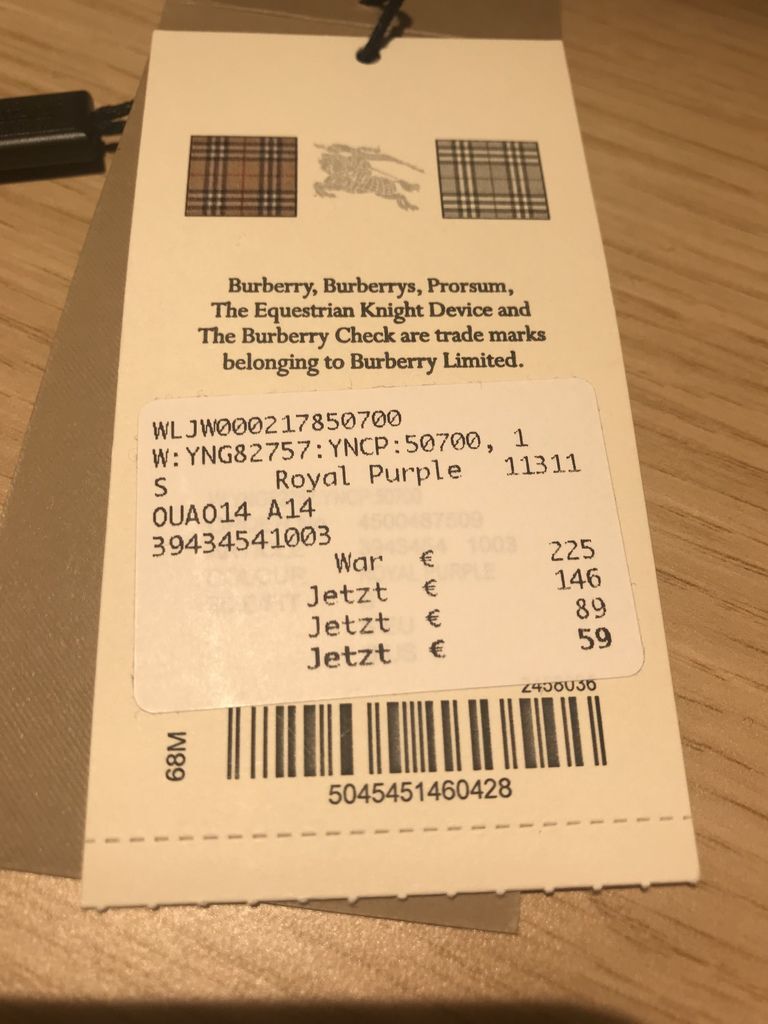 Burberry, Burberrys, Prorsum,
The Equestrian Knight Device and
The Burberry Check are trade marks
belonging to Burberry Limited.
WLJW000217850700
W:YNG82757:YNCP:50700, 1
S Royal Purple 11311
OUA014 A14
39434541003
War € 225
Jetzt € 146
Jetzt € 89
Jetzt € 59
2458036
68M
5045451460428